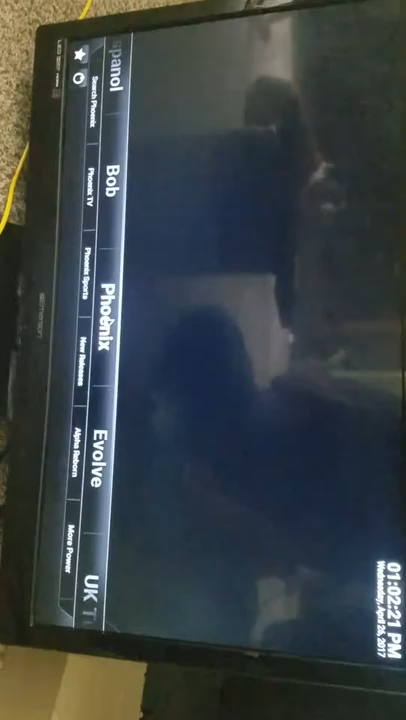 01:02:21 PM
Wednesday, April 26, 2017
spanol Bob Phoenix Evolve UK T
Search Phoenix Phoenix TV Phoenix Sports New Releases Alpha Reborn More Power
emerson